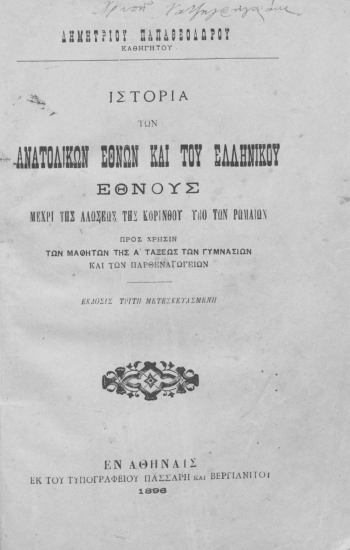 ΔΗΜΗΤΡΙΟΥ ΠΑΠΑΘΕΟΔΩΡΟΥ
ΚΑΘΗΓΗΤΟΥ
ΙΣΤΟΡΙΑ
ΤΩΝ
ΑΝΑΤΟΛΙΚΩΝ ΕΘΝΩΝ ΚΑΙ ΤΟΥ ΕΛΛΗΝΙΚΟΥ
ΕΘΝΟΥΣ
ΜΕΧΡΙ ΤΗΣ ΑΛΩΣΕΩΣ ΤΗΣ ΚΟΡΙΝΘΟΥ ΥΠΟ ΤΩΝ ΡΩΜΑΙΩΝ
ΠΡΟΣ ΧΡΗΣΙΝ
ΤΩΝ ΜΑΘΗΤΩΝ ΤΗΣ Α΄ ΤΑΞΕΩΣ ΤΩΝ ΓΥΜΝΑΣΙΩΝ
ΚΑΙ ΤΩΝ ΠΑΡΘΕΝΑΓΩΓΕΙΩΝ
ΕΚΔΟΣΙΣ ΤΡΙΤΗ ΜΕΤΕΣΚΕΥΑΣΜΕΝΗ
ΕΝ ΑΘΗΝΑΙΣ
ΕΚ ΤΟΥ ΤΥΠΟΓΡΑΦΕΙΟΥ ΠΑΣΣΑΡΗ ΚΑΙ ΒΕΡΓΙΑΝΙΤΟΥ
1896